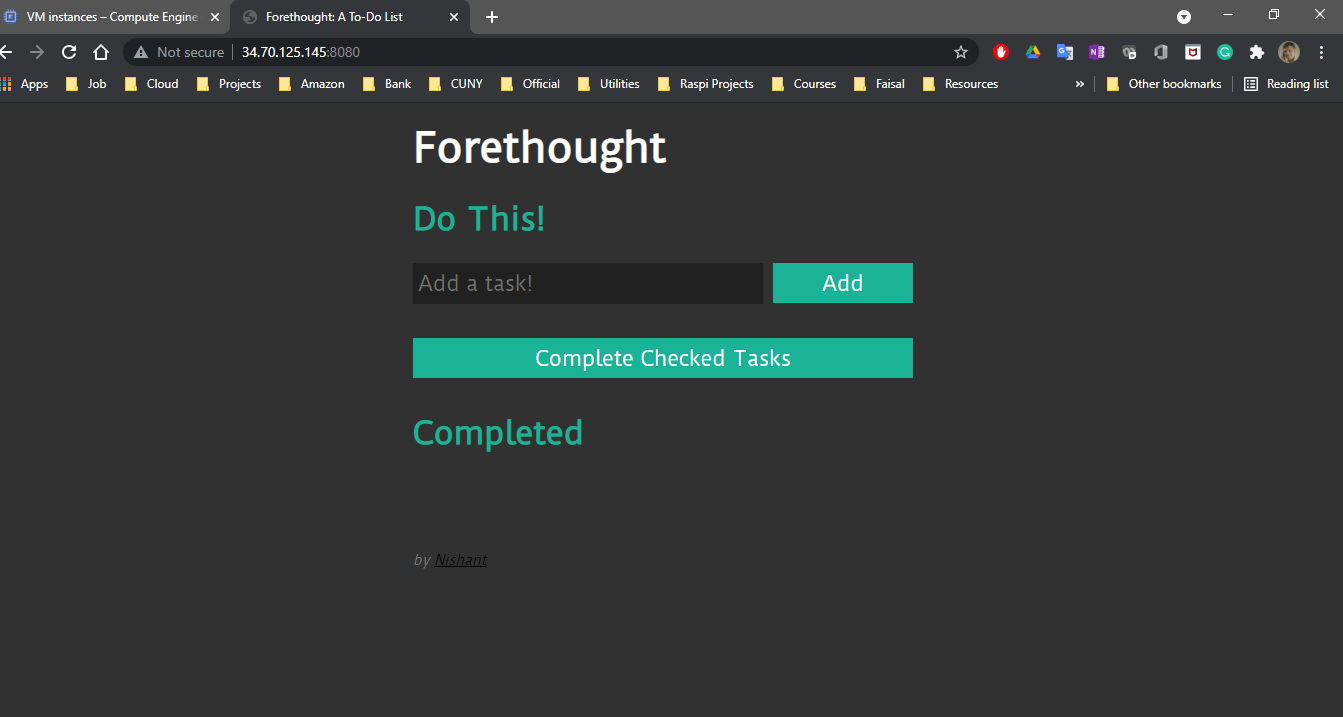 VM instances – Compute Engine
Forethought: A To-Do List
Not secure
34.70.125.145:8080
Apps
Job
Cloud
Projects
Amazon
Bank
CUNY
Official
Utilities
Raspi Projects
Courses
Faisal
Resources
»
Other bookmarks
Reading list
Forethought
Do This!
Add a task!
Add
Complete Checked Tasks
Completed
by Nishant